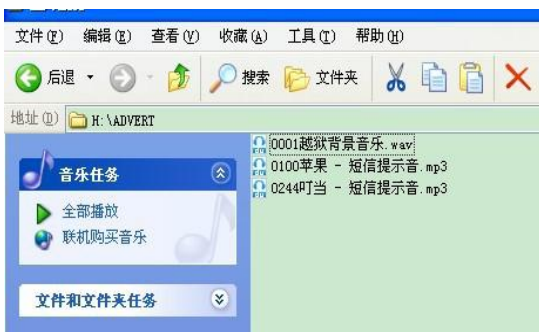 文件(F) 编辑(E) 查看(V) 收藏(A) 工具(T) 帮助(H)
后退 搜索 文件夹
地址(D) H:\ADVERT
音乐任务
全部播放
联机购买音乐
文件和文件夹任务
0001越狱背景音乐.wav
0100苹果 - 短信提示音.mp3
0244叮当 - 短信提示音.mp3